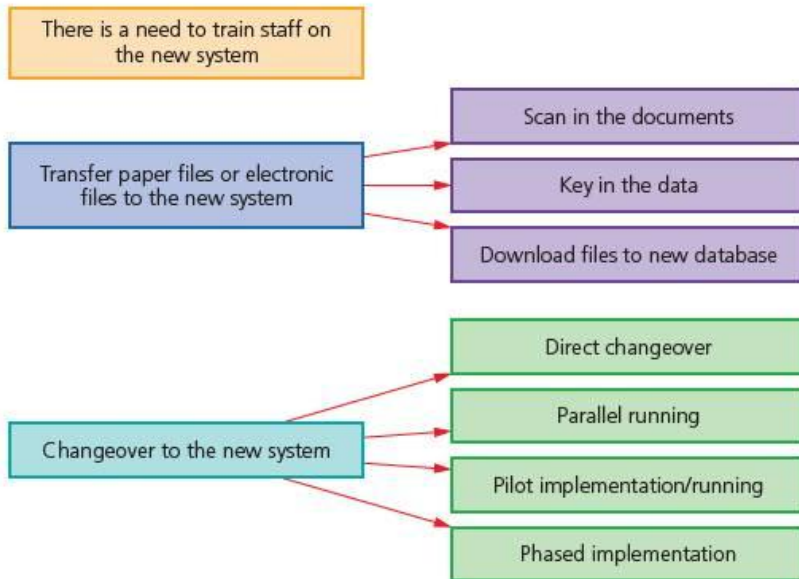 There is a need to train staff on
the new system
Transfer paper files or electronic
files to the new system
Scan in the documents
Key in the data
Download files to new database
Changeover to the new system
Direct changeover
Parallel running
Pilot implementation/running
Phased implementation